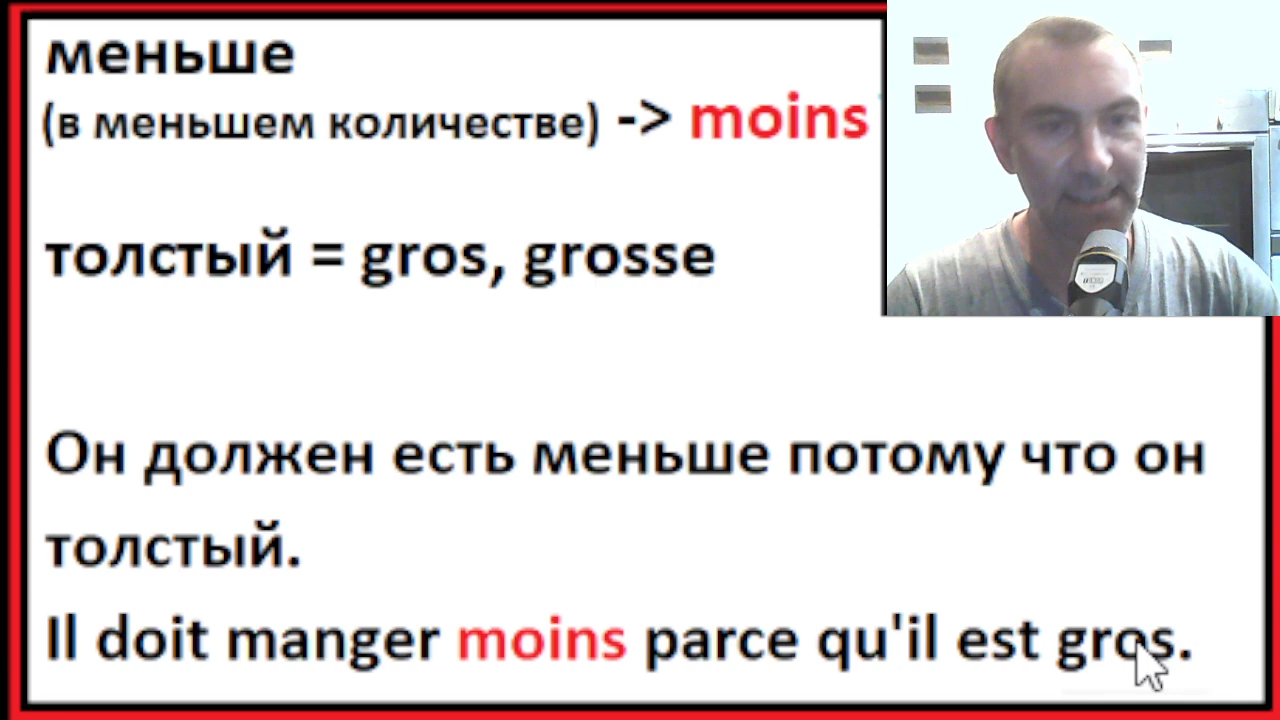 меньше
(в меньшем количестве) -> moins
толстый = gros, grosse
Он должен есть меньше потому что он
толстый.
Il doit manger moins parce qu'il est gros.